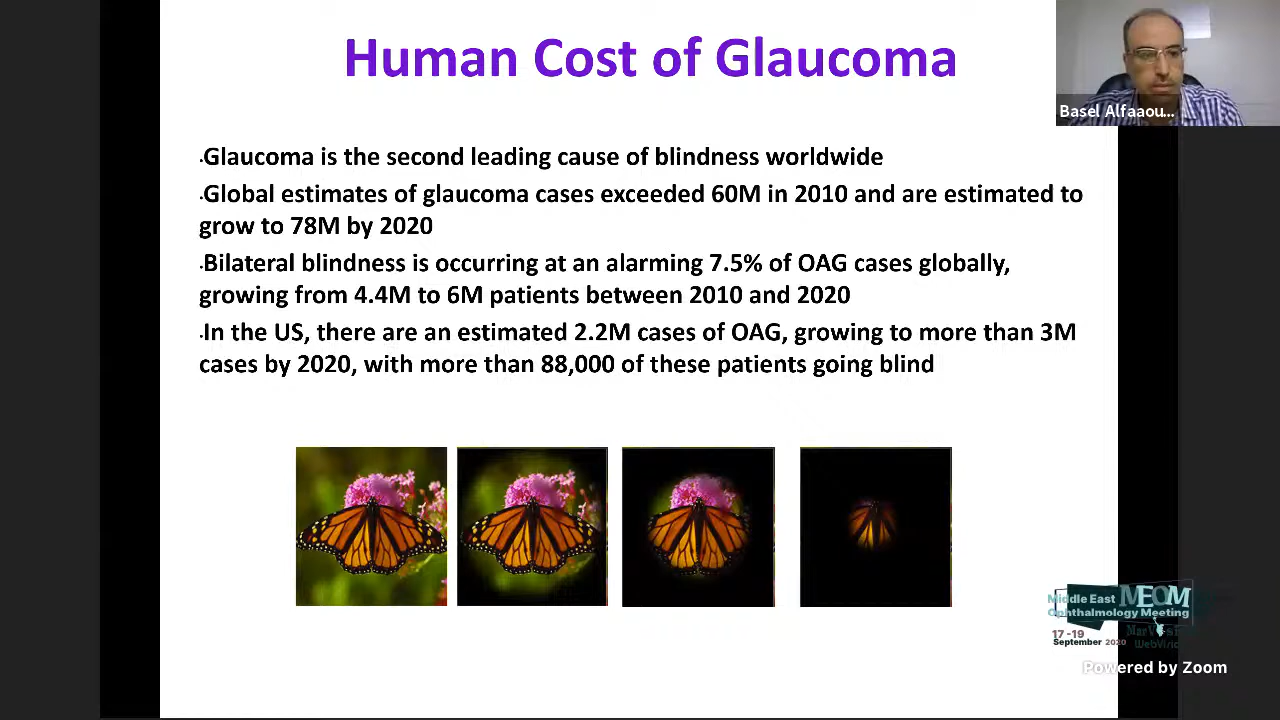 Human Cost of Glaucoma
Basel Alfaaou...
.Glaucoma is the second leading cause of blindness worldwide
.Global estimates of glaucoma cases exceeded 60M in 2010 and are estimated to
grow to 78M by 2020
.Bilateral blindness is occurring at an alarming 7.5% of OAG cases globally,
growing from 4.4M to 6M patients between 2010 and 2020
.In the US, there are an estimated 2.2M cases of OAG, growing to more than 3M
cases by 2020, with more than 88,000 of these patients going blind
Middle East MEOM
Ophthalmology Meeting
17-19
September 2020
Powered by Zoom